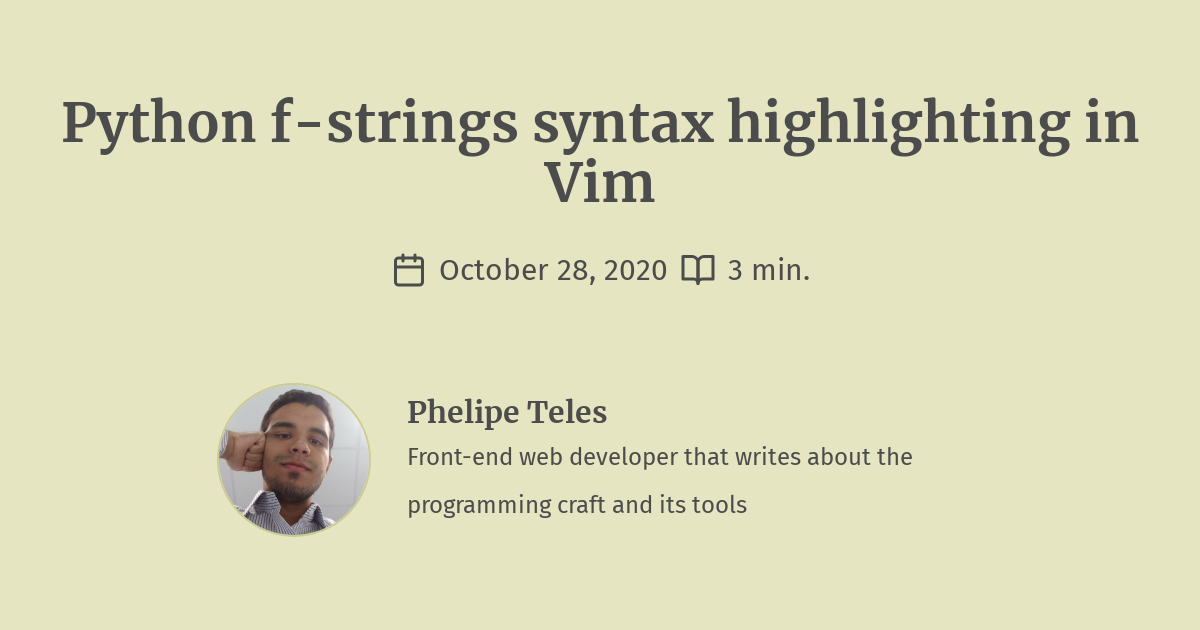 Python f-strings syntax highlighting in
Vim
October 28, 2020 3 min.
Phelipe Teles
Front-end web developer that writes about the
programming craft and its tools